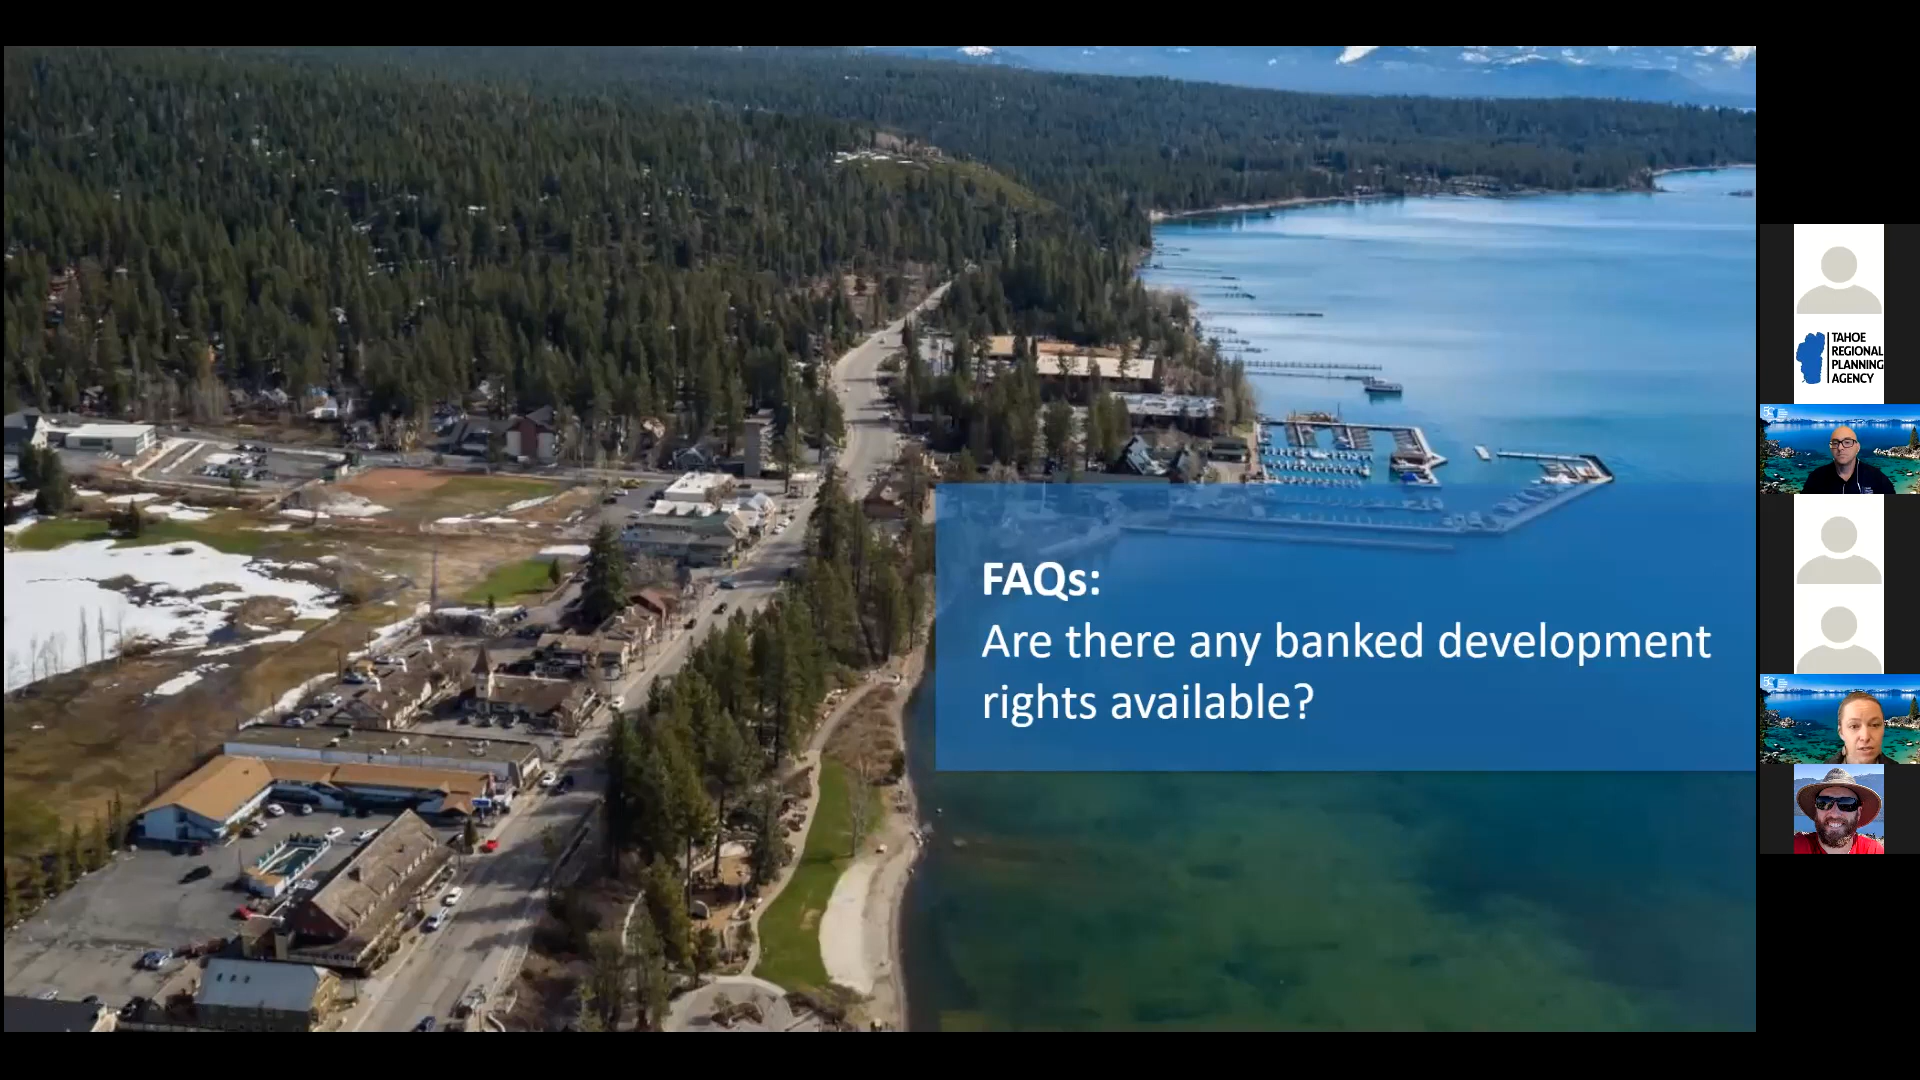 FAQs:
Are there any banked development
rights available?
TAHOE
REGIONAL
PLANNING
AGENCY